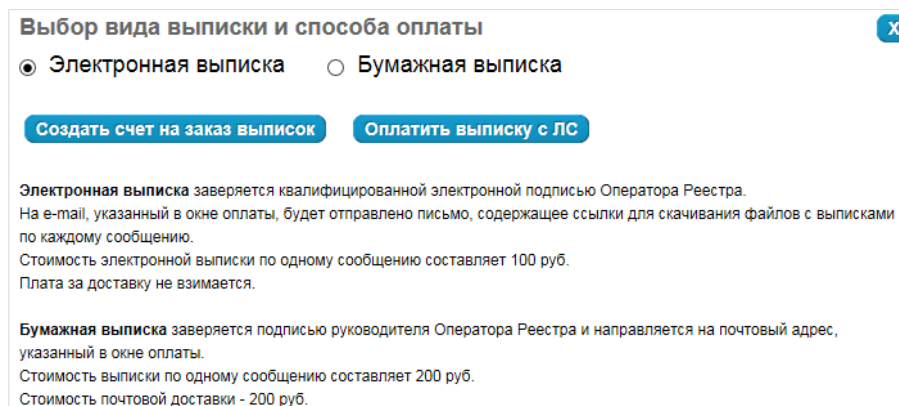 Выбор вида выписки и способа оплаты
X
Электронная выписка Бумажная выписка
Создать счет на заказ выписок Оплатить выписку с ЛС
Электронная выписка заверяется квалифицированной электронной подписью Оператора Реестра.
На e-mail, указанный в окне оплаты, будет отправлено письмо, содержащее ссылки для скачивания файлов с выписками
по каждому сообщению.
Стоимость электронной выписки по одному сообщению составляет 100 руб.
Плата за доставку не взимается.
Бумажная выписка заверяется подписью руководителя Оператора Реестра и направляется на почтовый адрес,
указанный в окне оплаты.
Стоимость выписки по одному сообщению составляет 200 руб.
Стоимость почтовой доставки - 200 руб.